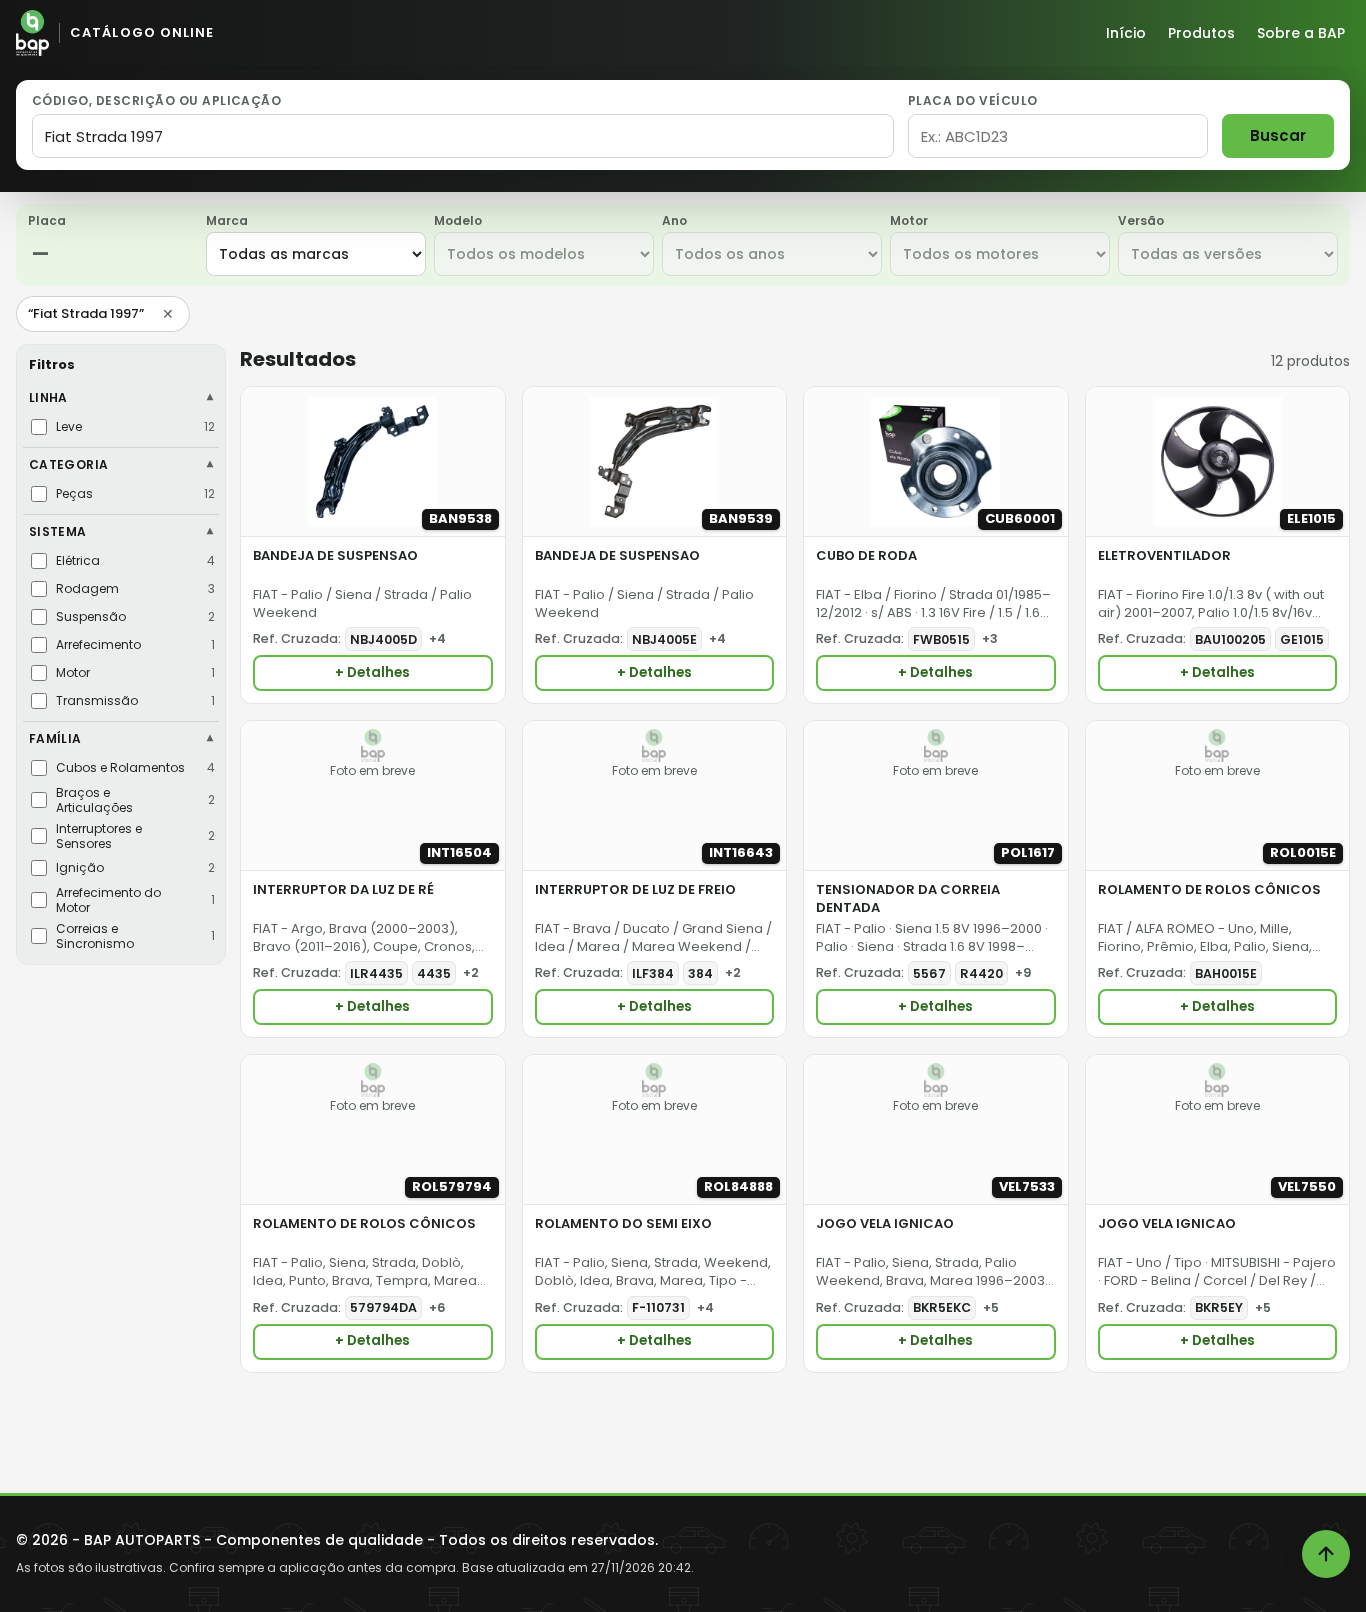 bap
CATÁLOGO ONLINE
Início
Produtos
Sobre a BAP
CÓDIGO, DESCRIÇÃO OU APLICAÇÃO
PLACA DO VEÍCULO
Fiat Strada 1997
Ex.: ABC1D23
Buscar
Placa
Marca
Modelo
Ano
Motor
Versão
—
Todas as marcas
Todos os modelos
Todos os anos
Todos os motores
Todas as versões
“Fiat Strada 1997” ×
Filtros
LINHA
Leve 12
CATEGORIA
Peças 12
SISTEMA
Elétrica 4
Rodagem 3
Suspensão 2
Arrefecimento 1
Motor 1
Transmissão 1
FAMÍLIA
Cubos e Rolamentos 4
Braços e
Articulações 2
Interruptores e
Sensores 2
Ignição 2
Arrefecimento do
Motor 1
Correias e
Sincronismo 1
Resultados
12 produtos
BAN9538
BANDEJA DE SUSPENSAO
FIAT - Palio / Siena / Strada / Palio
Weekend
Ref. Cruzada: NBJ4005D +4
+ Detalhes
BAN9539
BANDEJA DE SUSPENSAO
FIAT - Palio / Siena / Strada / Palio
Weekend
Ref. Cruzada: NBJ4005E +4
+ Detalhes
CUB60001
CUBO DE RODA
FIAT - Elba / Fiorino / Strada 01/1985–
12/2012 · s/ ABS · 1.3 16V Fire / 1.5 / 1.6...
Ref. Cruzada: FWB0515 +3
+ Detalhes
ELE1015
ELETROVENTILADOR
FIAT - Fiorino Fire 1.0/1.3 8v ( with out
air) 2001–2007, Palio 1.0/1.5 8v/16v...
Ref. Cruzada: BAU100205 GE1015
+ Detalhes
bap
Foto em breve
INT16504
INTERRUPTOR DA LUZ DE RÉ
FIAT - Argo, Brava (2000–2003),
Bravo (2011–2016), Coupe, Cronos,...
Ref. Cruzada: ILR4435 4435 +2
+ Detalhes
bap
Foto em breve
INT16643
INTERRUPTOR DE LUZ DE FREIO
FIAT - Brava / Ducato / Grand Siena /
Idea / Marea / Marea Weekend /...
Ref. Cruzada: ILF384 384 +2
+ Detalhes
bap
Foto em breve
POL1617
TENSIONADOR DA CORREIA
DENTADA
FIAT - Palio · Siena 1.5 8V 1996–2000 ·
Palio · Siena · Strada 1.6 8V 1998–...
Ref. Cruzada: 5567 R4420 +9
+ Detalhes
bap
Foto em breve
ROL0015E
ROLAMENTO DE ROLOS CÔNICOS
FIAT / ALFA ROMEO - Uno, Mille,
Fiorino, Prêmio, Elba, Palio, Siena,...
Ref. Cruzada: BAH0015E
+ Detalhes
bap
Foto em breve
ROL579794
ROLAMENTO DE ROLOS CÔNICOS
FIAT - Palio, Siena, Strada, Doblò,
Idea, Punto, Brava, Tempra, Marea...
Ref. Cruzada: 579794DA +6
+ Detalhes
bap
Foto em breve
ROL84888
ROLAMENTO DO SEMI EIXO
FIAT - Palio, Siena, Strada, Weekend,
Doblò, Idea, Brava, Marea, Tipo -...
Ref. Cruzada: F-110731 +4
+ Detalhes
bap
Foto em breve
VEL7533
JOGO VELA IGNICAO
FIAT - Palio, Siena, Strada, Palio
Weekend, Brava, Marea 1996–2003...
Ref. Cruzada: BKR5EKC +5
+ Detalhes
bap
Foto em breve
VEL7550
JOGO VELA IGNICAO
FIAT - Uno / Tipo · MITSUBISHI - Pajero
· FORD - Belina / Corcel / Del Rey /...
Ref. Cruzada: BKR5EY +5
+ Detalhes
© 2026 - BAP AUTOPARTS - Componentes de qualidade - Todos os direitos reservados.
As fotos são ilustrativas. Confira sempre a aplicação antes da compra. Base atualizada em 27/11/2026 20:42.